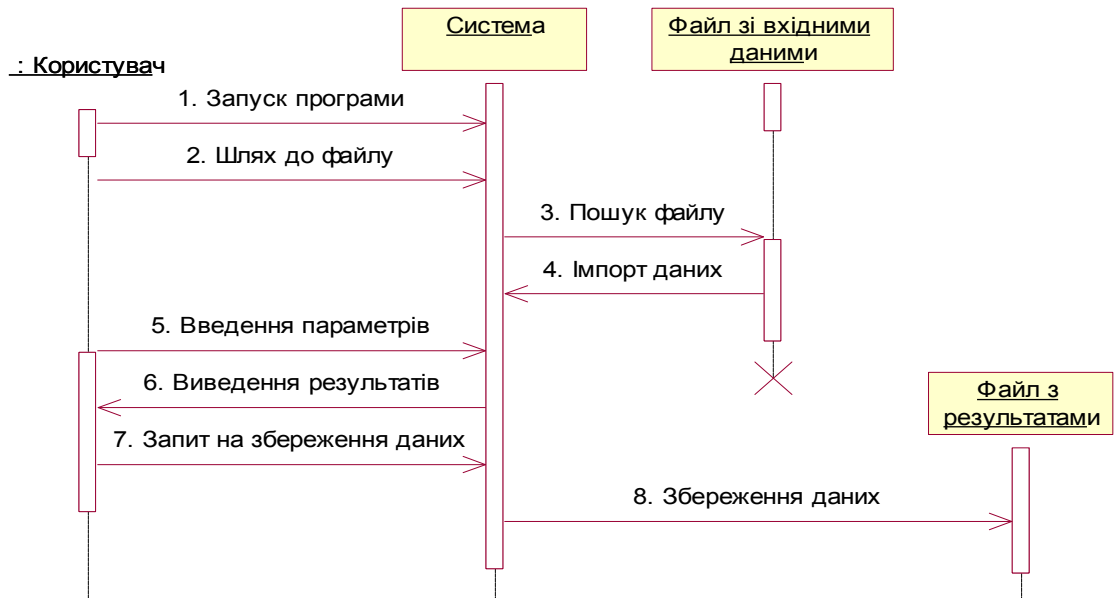 Система
Файл зі вхідними
даними
: Користувач
1. Запуск програми
2. Шлях до файлу
3. Пошук файлу
4. Імпорт даних
5. Введення параметрів
6. Виведення результатів
Файл з
результатами
7. Запит на збереження даних
8. Збереження даних